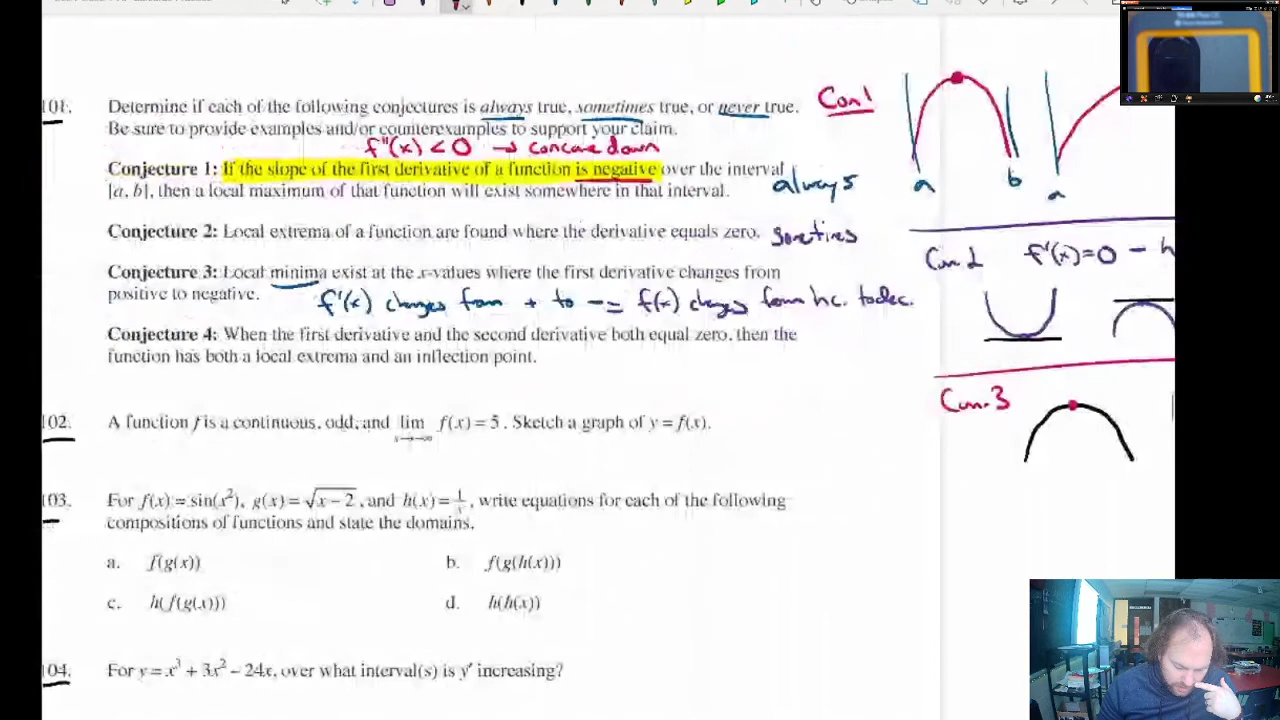 101. Determine if each of the following conjectures is always true, sometimes true, or never true.
Be sure to provide examples and/or counterexamples to support your claim.
f''(x) < 0 → concave down
Conjecture 1: If the slope of the first derivative of a function is negative over the interval
[a, b], then a local maximum of that function will exist somewhere in that interval.
always
Conjecture 2: Local extrema of a function are found where the derivative equals zero.
sometimes
Conjecture 3: Local minima exist at the x-values where the first derivative changes from
positive to negative.
f'(x) changes from + to - = f(x) changes from inc. to dec.
Conjecture 4: When the first derivative and the second derivative both equal zero, then the
function has both a local extrema and an inflection point.
102. A function f is a continuous, odd, and lim x→-∞ f(x) = 5. Sketch a graph of y = f(x).
103. For f(x) = sin(x²), g(x) = √x − 2, and h(x) = 1/x, write equations for each of the following
compositions of functions and state the domains.
a. f(g(x))
b. f(g(h(x)))
c. h(f(g(x)))
d. h(h(x))
104. For y = x³ + 3x² − 24x, over what interval(s) is y' increasing?
Con 1
a
b
a
Con. 2 f'(x)=0 - h
Con. 3